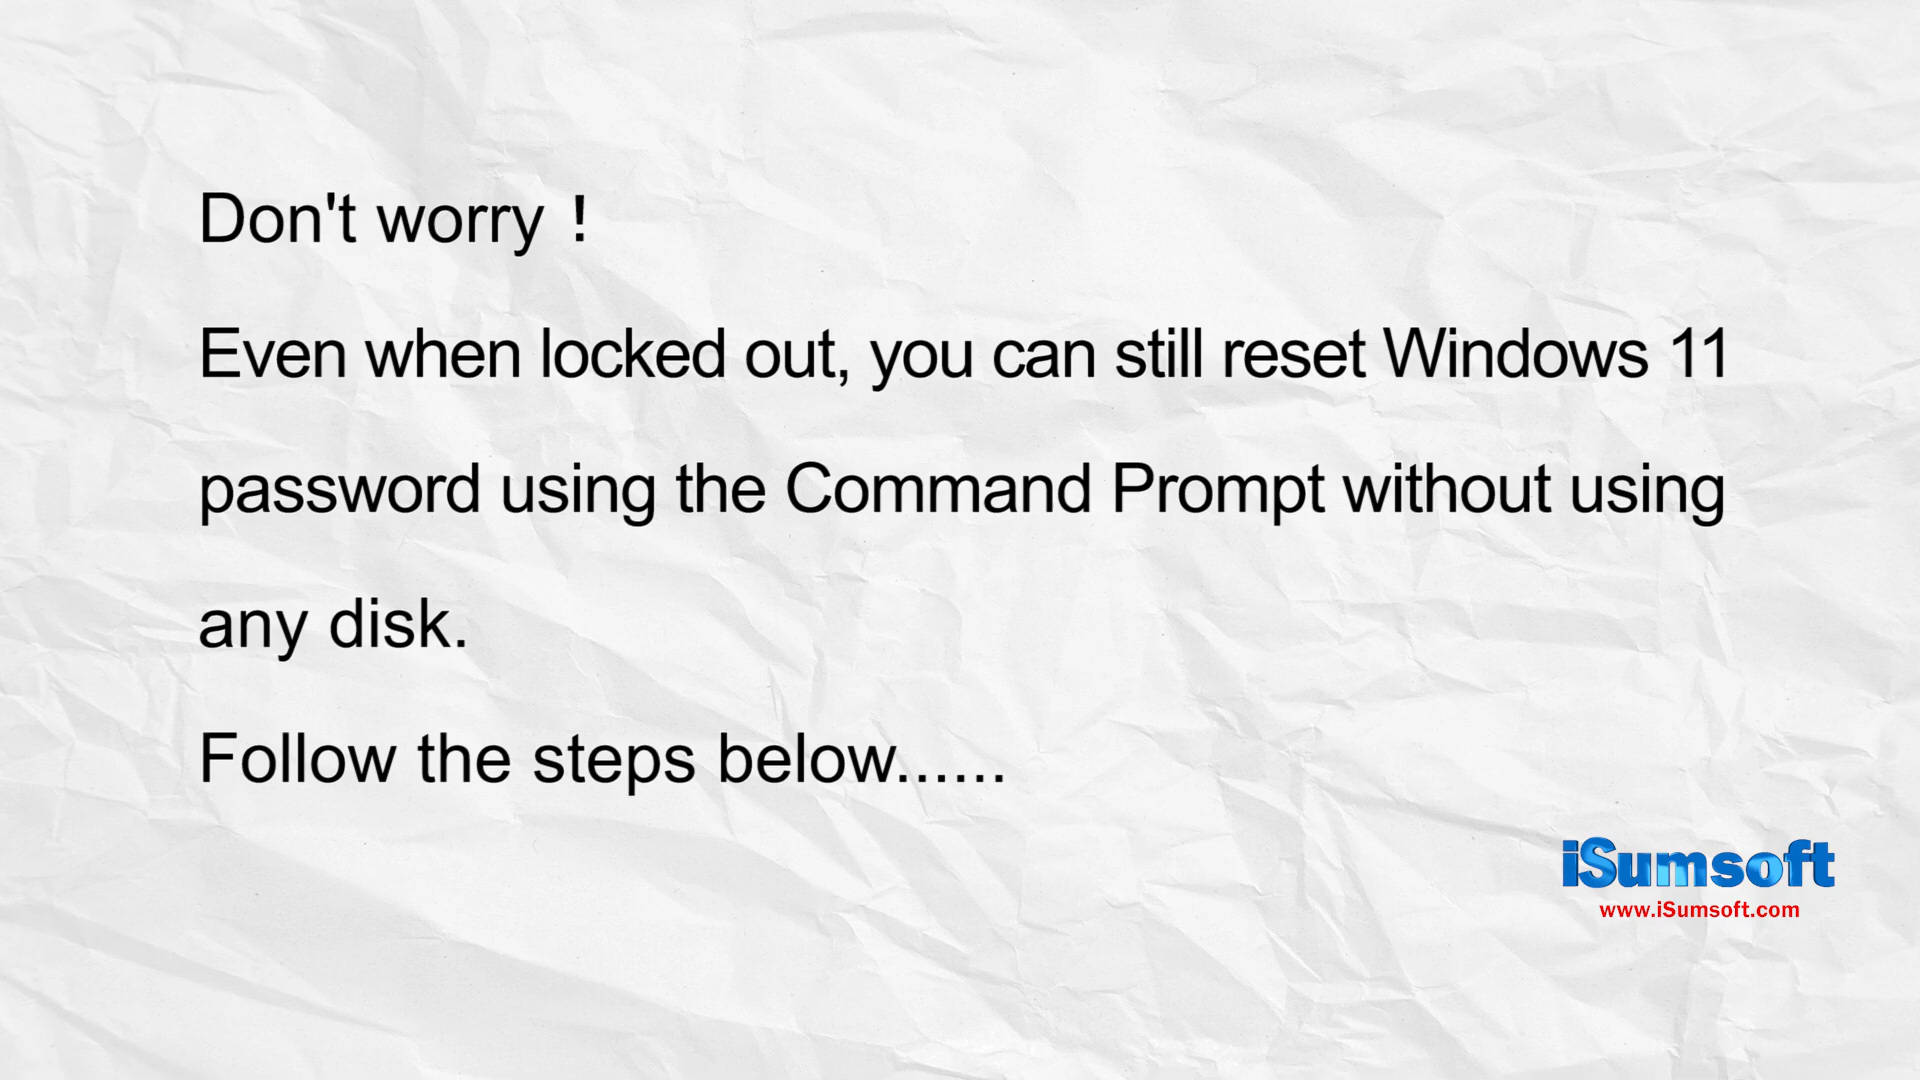 Don't worry！
Even when locked out, you can still reset Windows 11
password using the Command Prompt without using
any disk.
Follow the steps below......
iSumsoft
www.iSumsoft.com